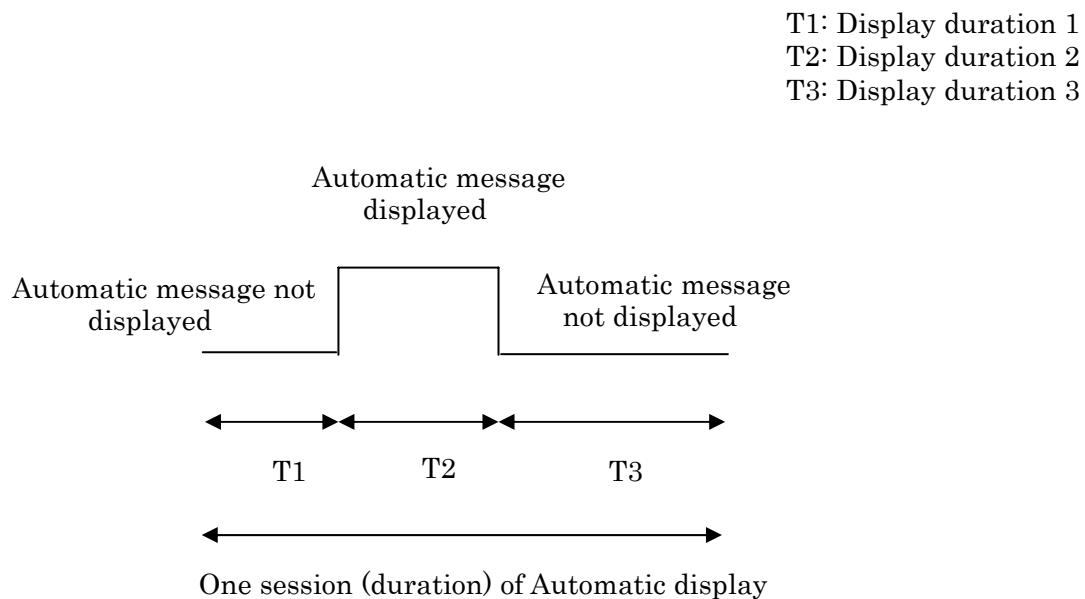 T1: Display duration 1
T2: Display duration 2
T3: Display duration 3
Automatic message
displayed
Automatic message not
displayed
Automatic message
not displayed
T1
T2
T3
One session (duration) of Automatic display